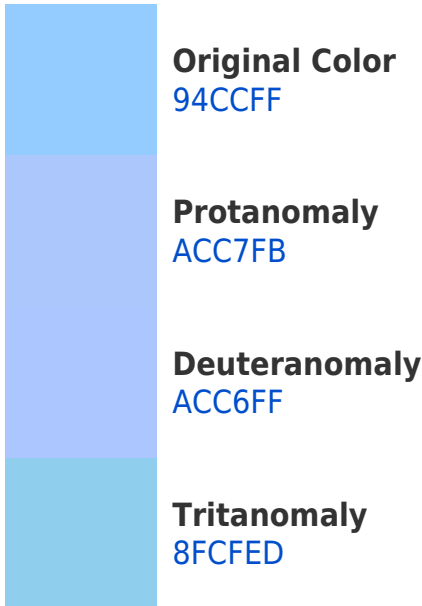 Original Color
94CCFF
Protanomaly
ACC7FB
Deuteranomaly
ACC6FF
Tritanomaly
8FCFED